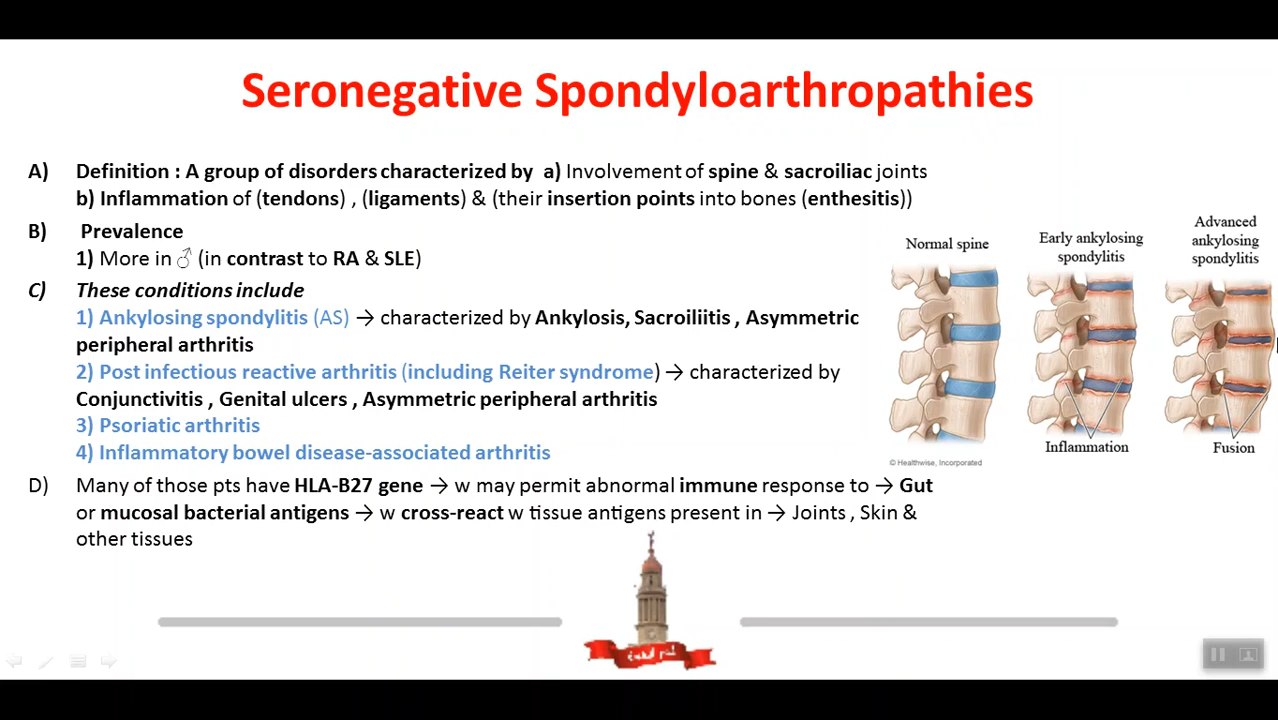 Seronegative Spondyloarthropathies
A) Definition : A group of disorders characterized by a) Involvement of spine & sacroiliac joints
b) Inflammation of (tendons) , (ligaments) & (their insertion points into bones (enthesitis))
B) Prevalence
1) More in ♂ (in contrast to RA & SLE)
C) These conditions include
1) Ankylosing spondylitis (AS) → characterized by Ankylosis, Sacroiliitis , Asymmetric
peripheral arthritis
2) Post infectious reactive arthritis (including Reiter syndrome) → characterized by
Conjunctivitis , Genital ulcers , Asymmetric peripheral arthritis
3) Psoriatic arthritis
4) Inflammatory bowel disease-associated arthritis
D) Many of those pts have HLA-B27 gene → w may permit abnormal immune response to → Gut
or mucosal bacterial antigens → w cross-react w tissue antigens present in → Joints , Skin &
other tissues
Normal spine
Early ankylosing
spondylitis
Advanced
ankylosing
spondylitis
Inflammation
Fusion
© Healthwise, Incorporated